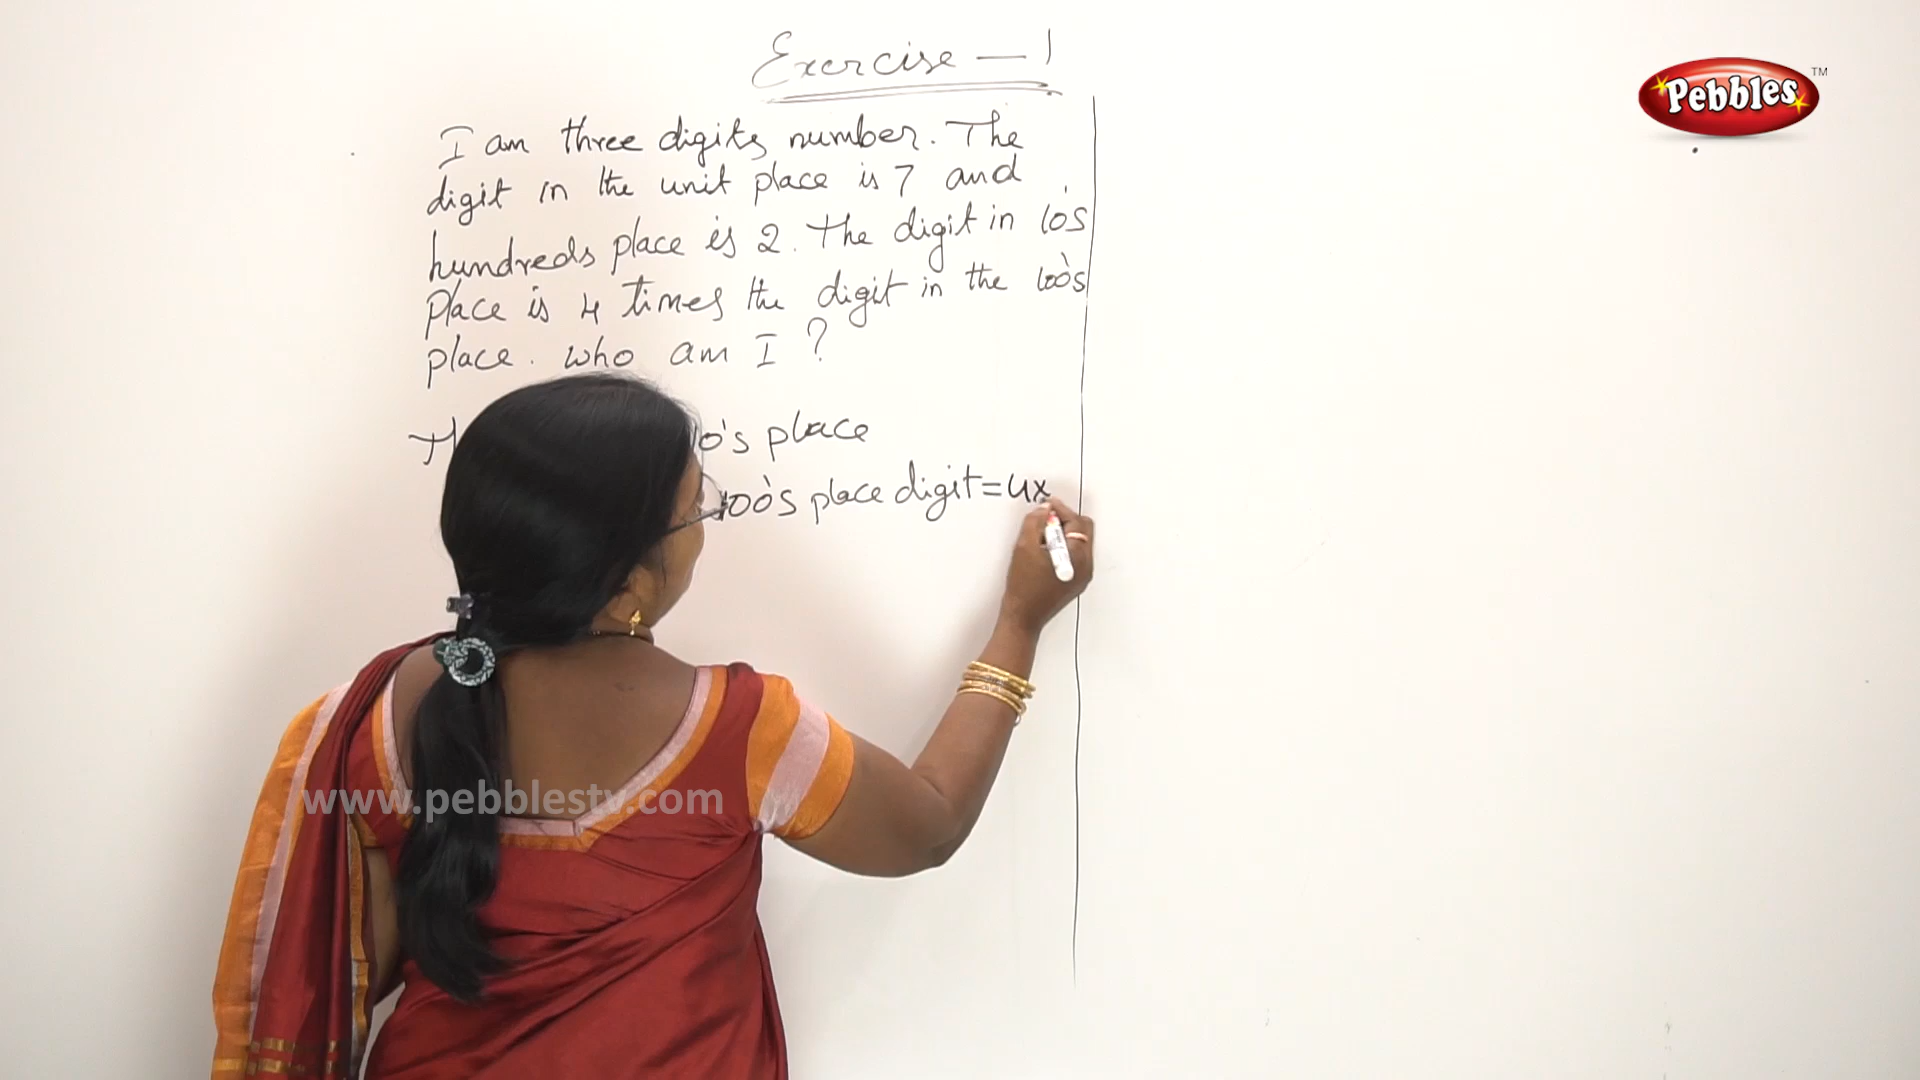 Exercise – 1
I am three digits number. The
digit in the unit place is 7 and
hundreds place is 2. The digit in 10's
place is 4 times the digit in the 100's
place. who am I ?
place
100's place digit = 4x
Pebbles TM
www.pebblestv.com